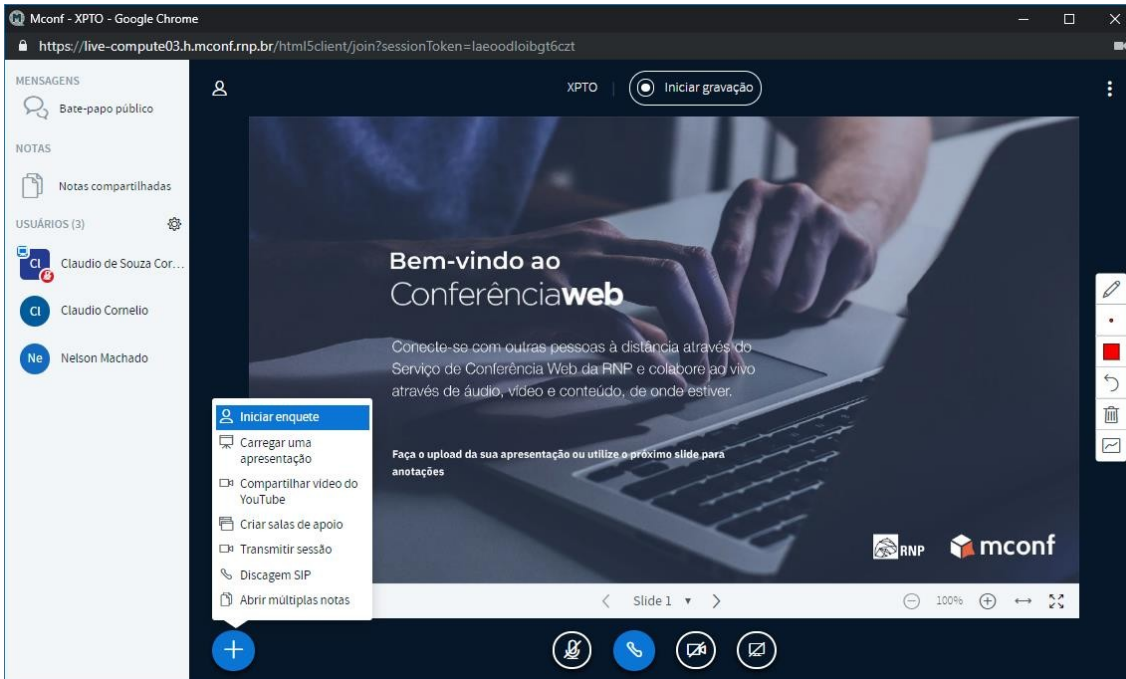 Mconf - XPTO - Google Chrome
https://live-compute03.h.mconf.rnp.br/html5client/join?sessionToken=laeoodloibgt6czt
MENSAGENS
Bate-papo público
NOTAS
Notas compartilhadas
USUÁRIOS (3)
CL Claudio de Souza Cor...
CL Claudio Cornelio
Ne Nelson Machado
XPTO | Iniciar gravação
Bem-vindo ao
Conferênciaweb
Conecte-se com outras pessoas à distância através do
Serviço de Conferência Web da RNP e colabore ao vivo
através de áudio, vídeo e conteúdo, de onde estiver.
Faça o upload da sua apresentação ou utilize o próximo slide para
anotações
RNP mconf
Iniciar enquete
Carregar uma
apresentação
Compartilhar vídeo do
YouTube
Criar salas de apoio
Transmitir sessão
Discagem SIP
Abrir múltiplas notas
Slide 1
100%